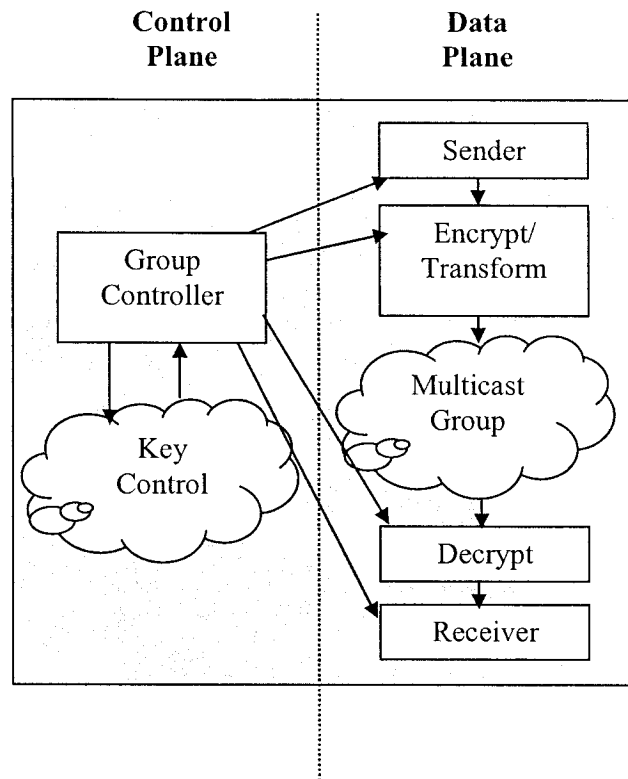 Control
Plane
Data
Plane
Sender
Encrypt/
Transform
Group
Controller
Multicast
Group
Key
Control
Decrypt
Receiver